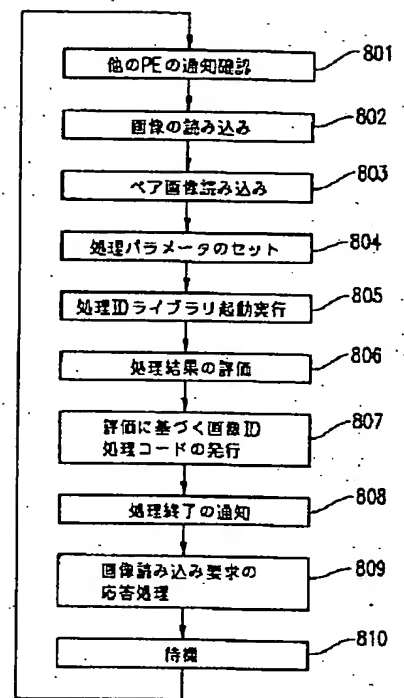 他のPEの通知確認 801
画像の読み込み 802
ペア画像読み込み 803
処理パラメータのセット 804
処理IDライブラリ起動実行 805
処理結果の評価 806
評価に基づく画像ID
処理コードの発行 807
処理終了の通知 808
画像読み込み要求の
応答処理 809
待機 810